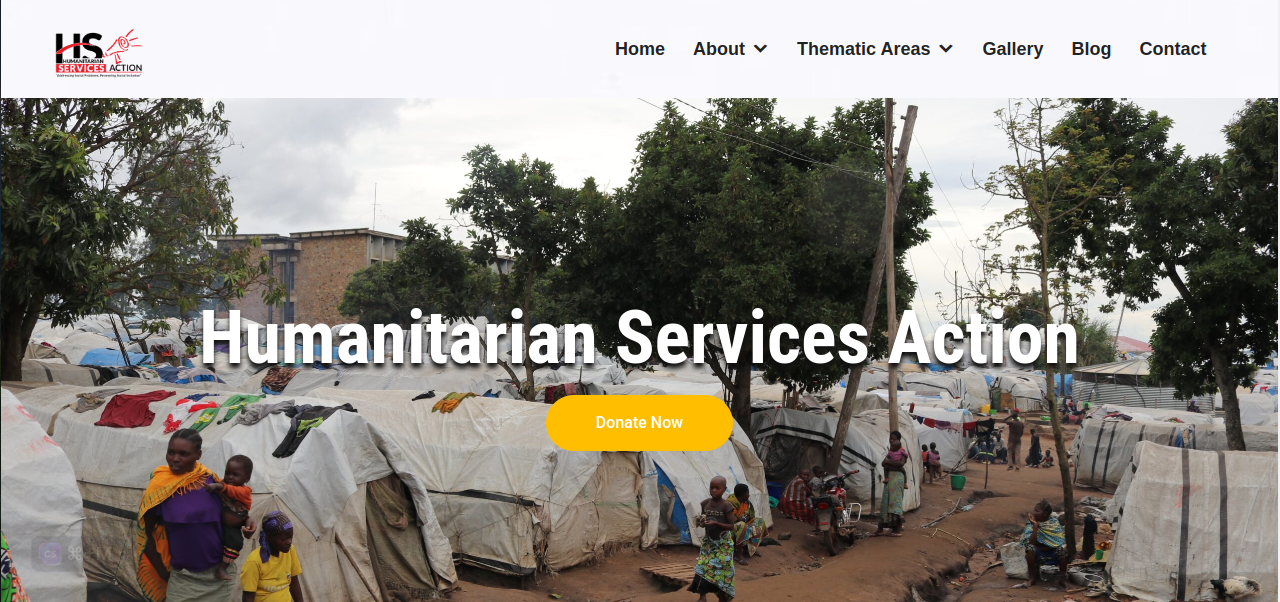 HS
HUMANITARIAN
SERVICES ACTION
Home About Thematic Areas Gallery Blog Contact
Humanitarian Services Action
Donate Now